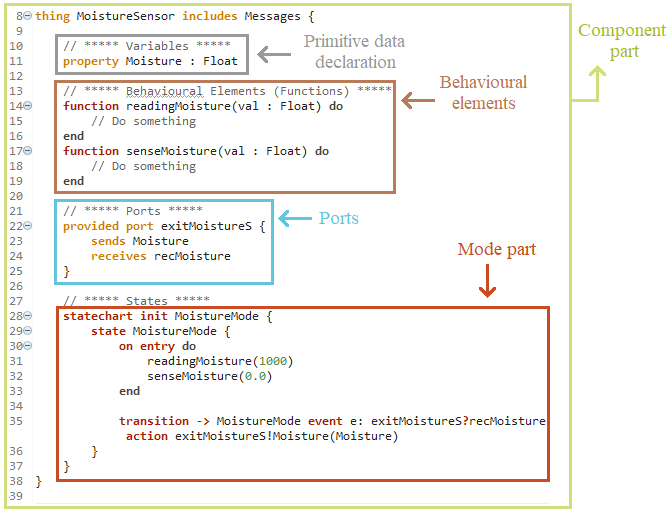 8 thing MoistureSensor includes Messages {
9
10 // ***** Variables *****
11 property Moisture : Float
Primitive data
declaration
Component
part
12
13 // ***** Behavioural Elements (Functions) *****
14 function readingMoisture(val : Float) do
15 // Do something
16 end
17 function senseMoisture(val : Float) do
18 // Do something
19 end
Behavioural
elements
20
21 // ***** Ports *****
22 provided port exitMoistureS {
23 sends Moisture
24 receives recMoisture
25 }
Ports
26
Mode part
27 // ***** States *****
28 statechart init MoistureMode {
29 state MoistureMode {
30 on entry do
31 readingMoisture(1000)
32 senseMoisture(0.0)
33 end
34
35 transition -> MoistureMode event e: exitMoistureS?recMoisture
action exitMoistureS!Moisture(Moisture)
36 }
37 }
38 }
39